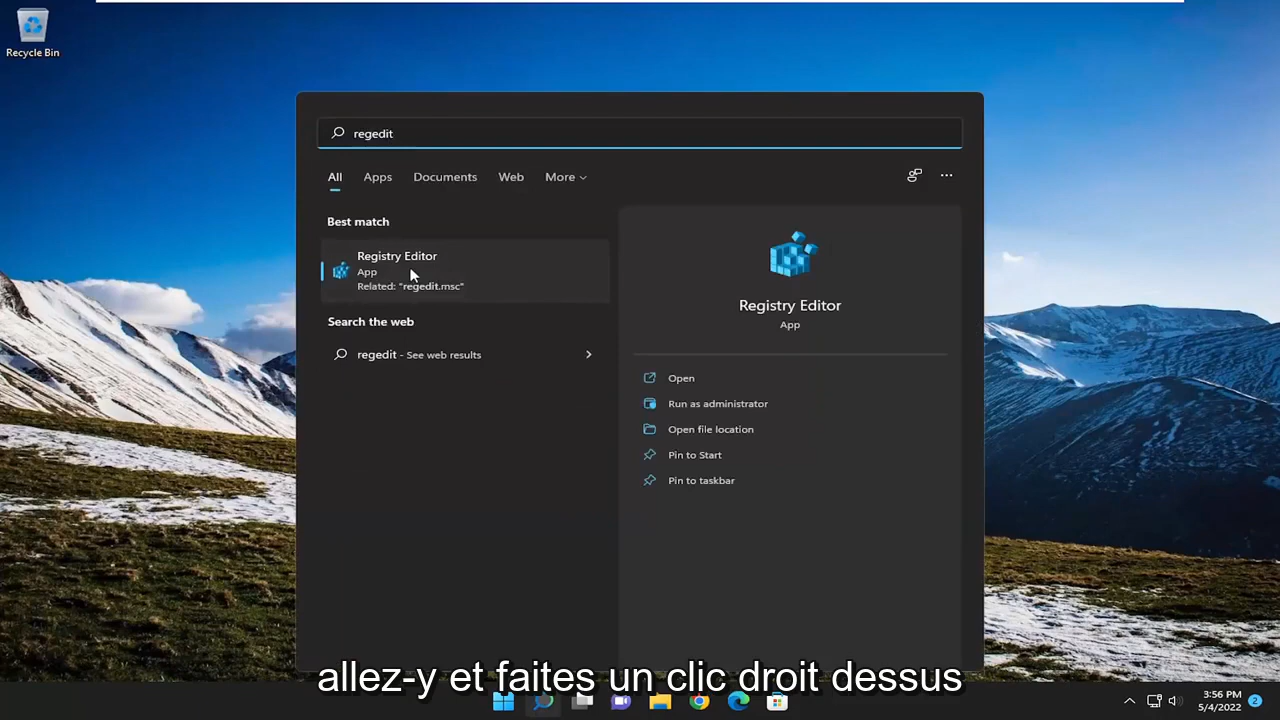 Recycle Bin
regedit
All Apps Documents Web More
Best match
Registry Editor
App
Related: "regedit.msc"
Search the web
regedit - See web results
Registry Editor
App
Open
Run as administrator
Open file location
Pin to Start
Pin to taskbar
allez-y et faites un clic droit dessus
3:56 PM
5/4/2022
2